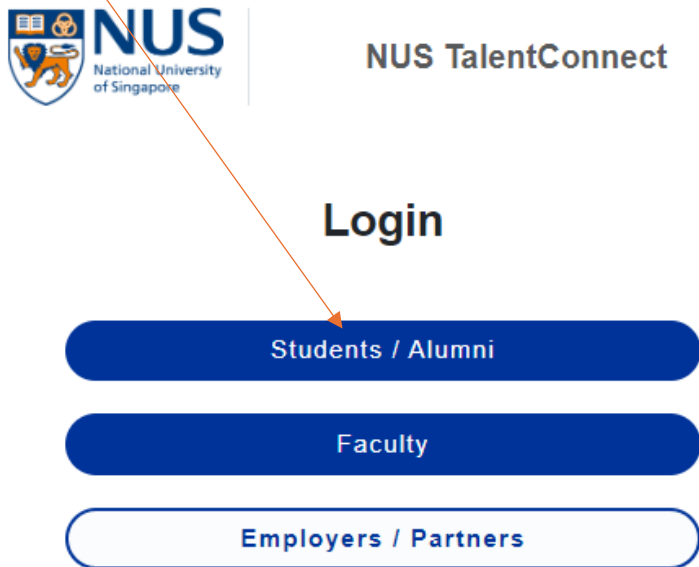 NUS
National University
of Singapore
NUS TalentConnect
Login
Students / Alumni
Faculty
Employers / Partners